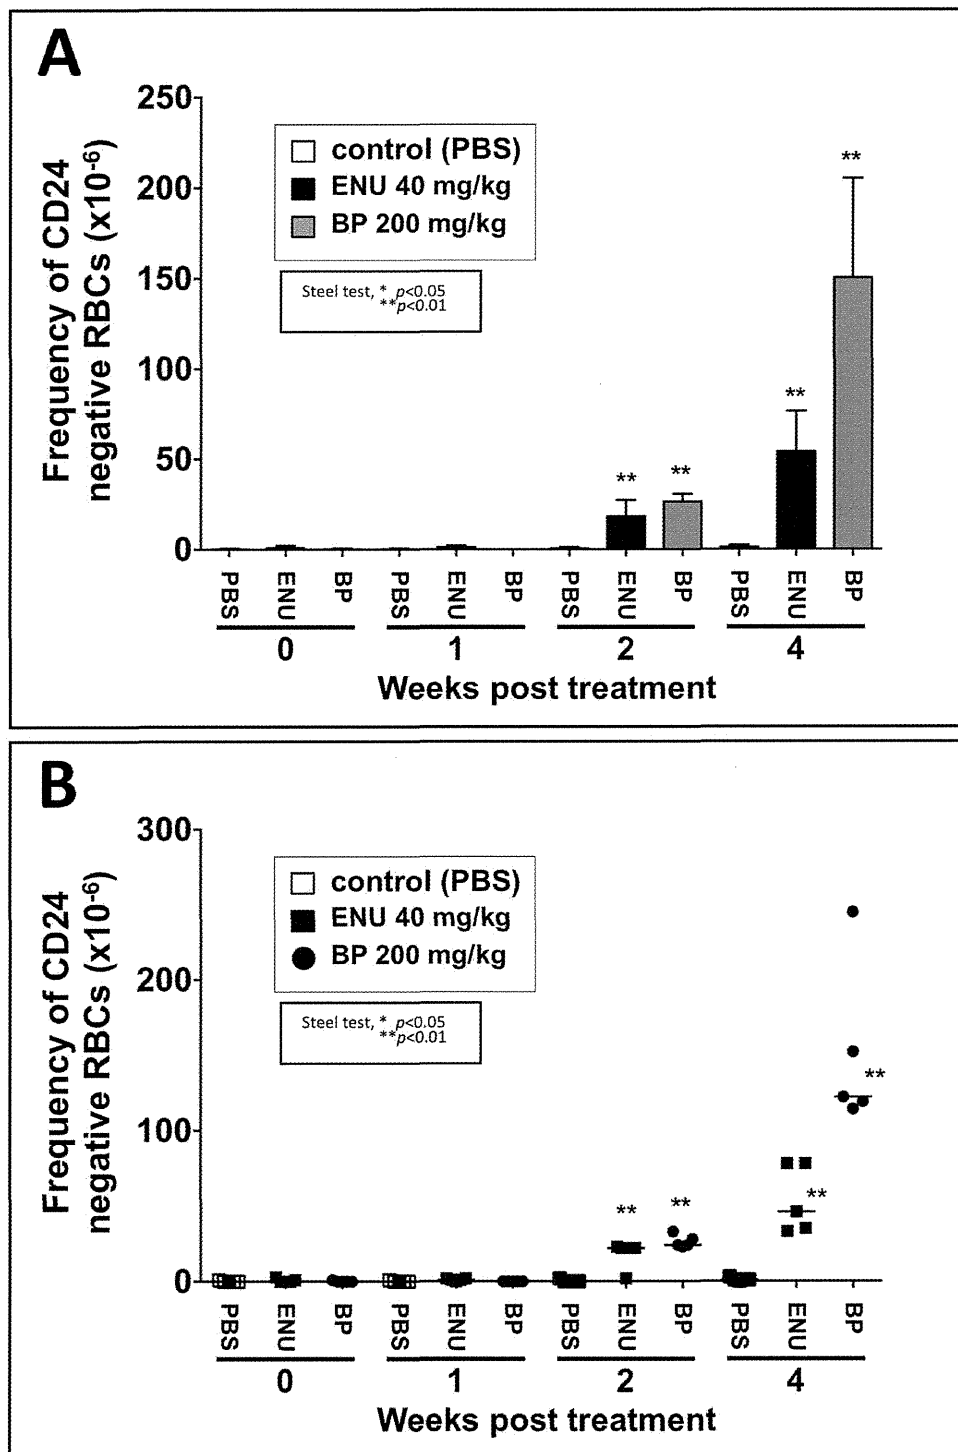 A
Frequency of CD24
negative RBCs (x10-6)
250
200
150
100
50
0
control (PBS)
ENU 40 mg/kg
BP 200 mg/kg
Steel test, * p<0.05
**p<0.01
**
**
**
**
PBS ENU BP PBS ENU BP PBS ENU BP PBS ENU BP
0 1 2 4
Weeks post treatment
B
Frequency of CD24
negative RBCs (x10-6)
300
200
100
0
control (PBS)
ENU 40 mg/kg
BP 200 mg/kg
Steel test, * p<0.05
**p<0.01
**
**
**
**
PBS ENU BP PBS ENU BP PBS ENU BP PBS ENU BP
0 1 2 4
Weeks post treatment